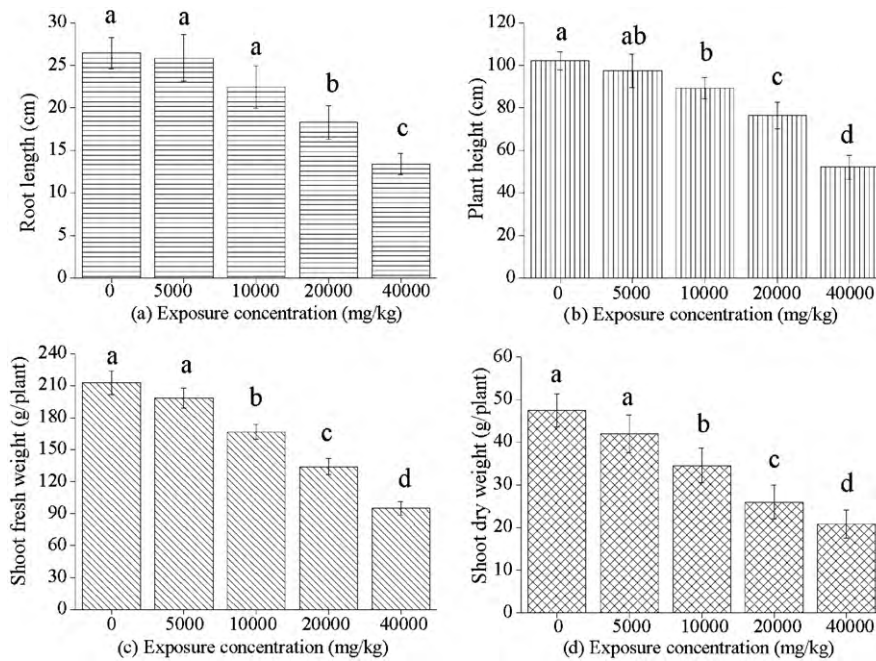 Root length (cm)
30
25
20
15
10
5
0
a
a
a
b
c
0 5000 10000 20000 40000
(a) Exposure concentration (mg/kg)
Plant height (cm)
120
100
80
60
40
20
0
a
ab
b
c
d
0 5000 10000 20000 40000
(b) Exposure concentration (mg/kg)
Shoot fresh weight (g/plant)
240
210
180
150
120
90
60
30
0
a
a
b
c
d
0 5000 10000 20000 40000
(c) Exposure concentration (mg/kg)
Shoot dry weight (g/plant)
60
50
40
30
20
10
0
a
a
b
c
d
0 5000 10000 20000 40000
(d) Exposure concentration (mg/kg)